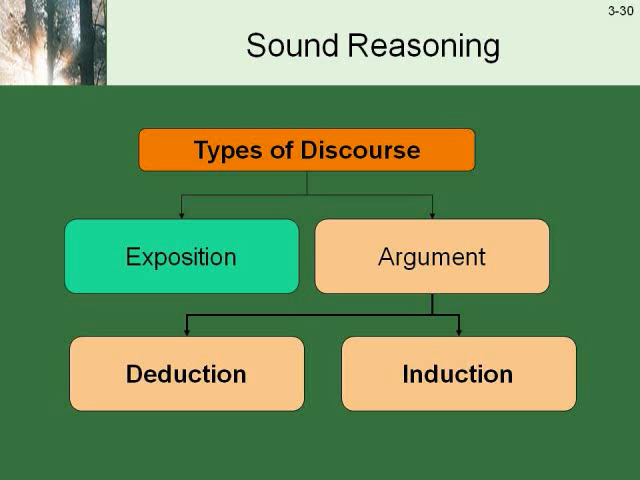 3-30
Sound Reasoning
Types of Discourse
Exposition
Argument
Deduction
Induction